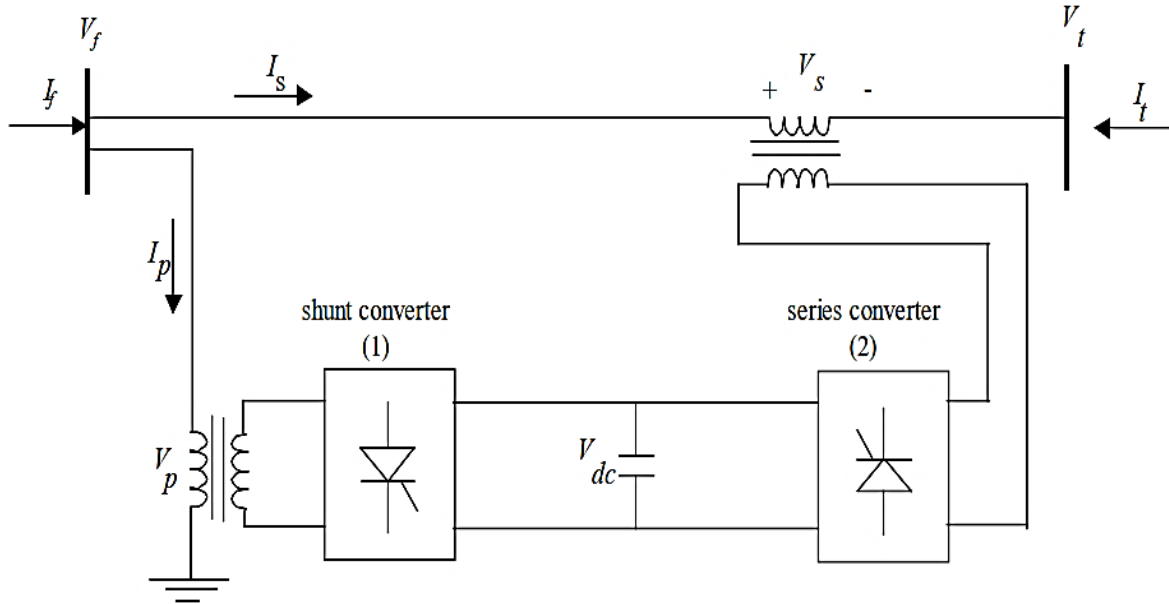 V_f
V_t
I_f
I_s
+ V_s -
I_t
I_p
shunt converter
(1)
series converter
(2)
V_p
V_dc